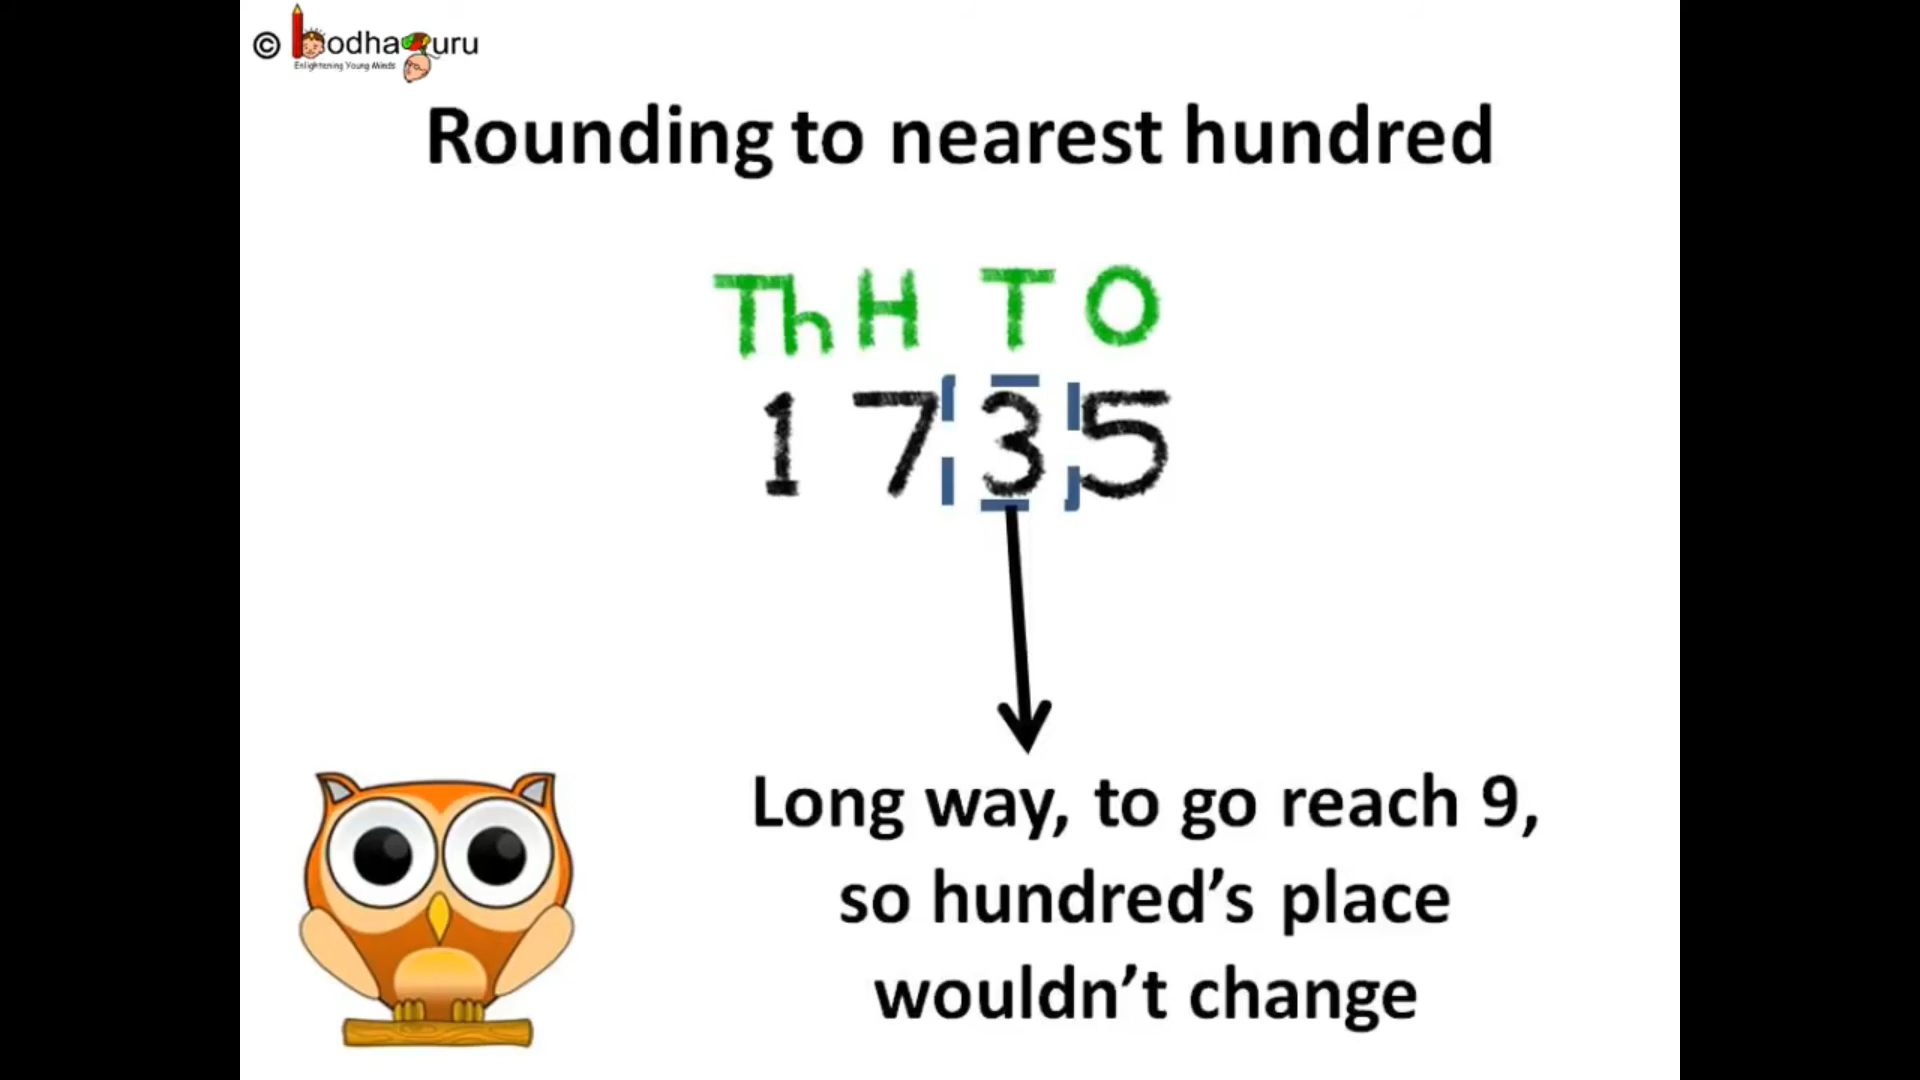 © bodhaguru
Enlightening Young Minds
Rounding to nearest hundred
Th H T O
1 7 3 5
Long way, to go reach 9,
so hundred’s place
wouldn’t change